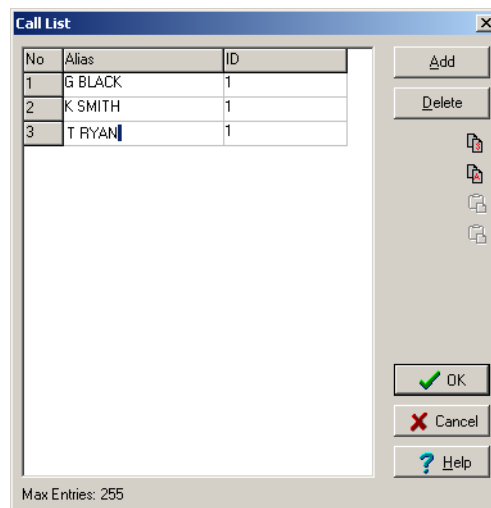 Call List
No Alias ID
1 G BLACK 1
2 K SMITH 1
3 T RYAN 1
Add
Delete
OK
Cancel
Help
Max Entries: 255